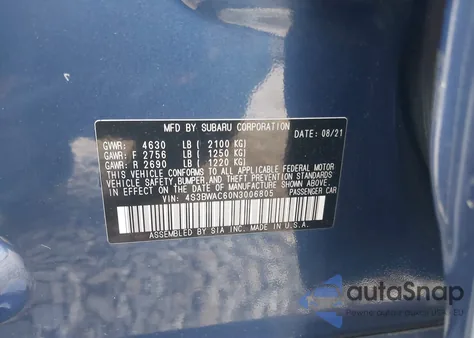 MFD BY SUBARU CORPORATION
GVWR: 4630 LB ( 2100 KG) DATE: 08/21
GAWR: F 2756 LB ( 1250 KG)
GAWR: R 2690 LB ( 1220 KG)
THIS VEHICLE CONFORMS TO ALL APPLICABLE FEDERAL MOTOR
VEHICLE SAFETY, BUMPER, AND THEFT PREVENTION STANDARDS
IN EFFECT ON THE DATE OF MANUFACTURE SHOWN ABOVE.
VIN: 4S3BWAC60N3006805 PASSENGER CAR
ASSEMBLED BY SIA INC. MADE IN U.S.A.
autoSnap